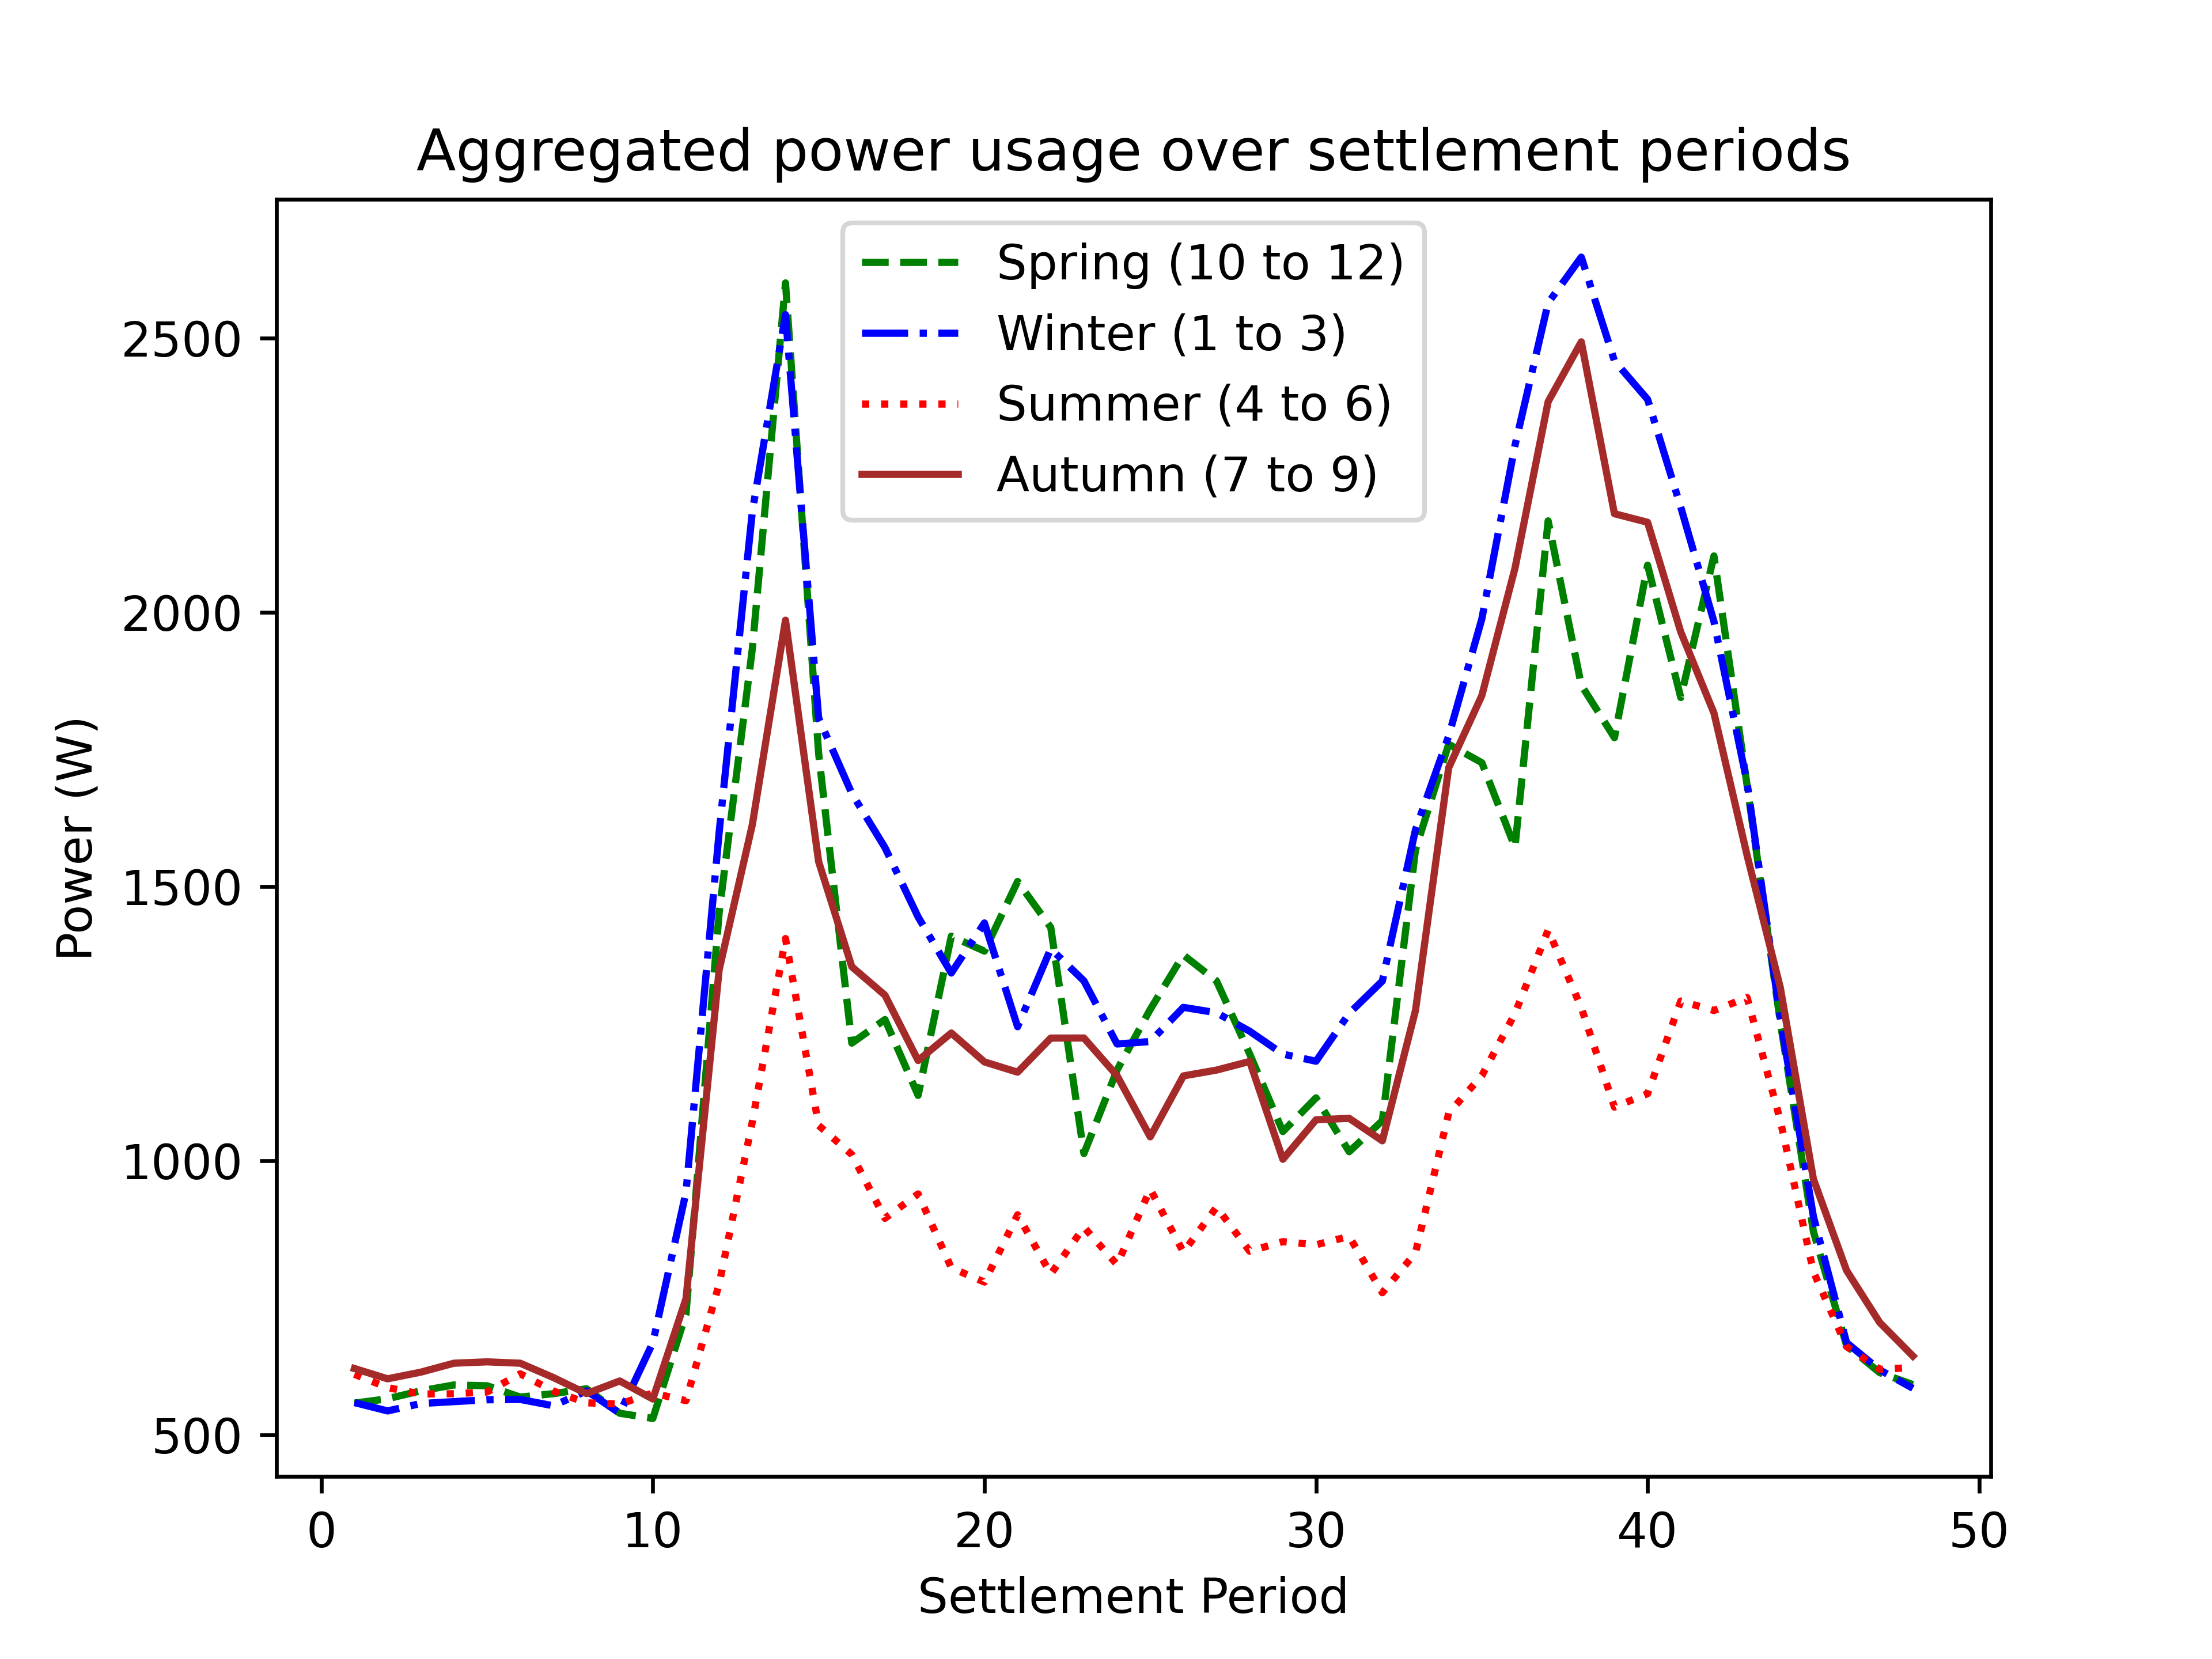 Aggregated power usage over settlement periods
Spring (10 to 12)
Winter (1 to 3)
Summer (4 to 6)
Autumn (7 to 9)
Power (W)
2500
2000
1500
1000
500
0 10 20 30 40 50
Settlement Period